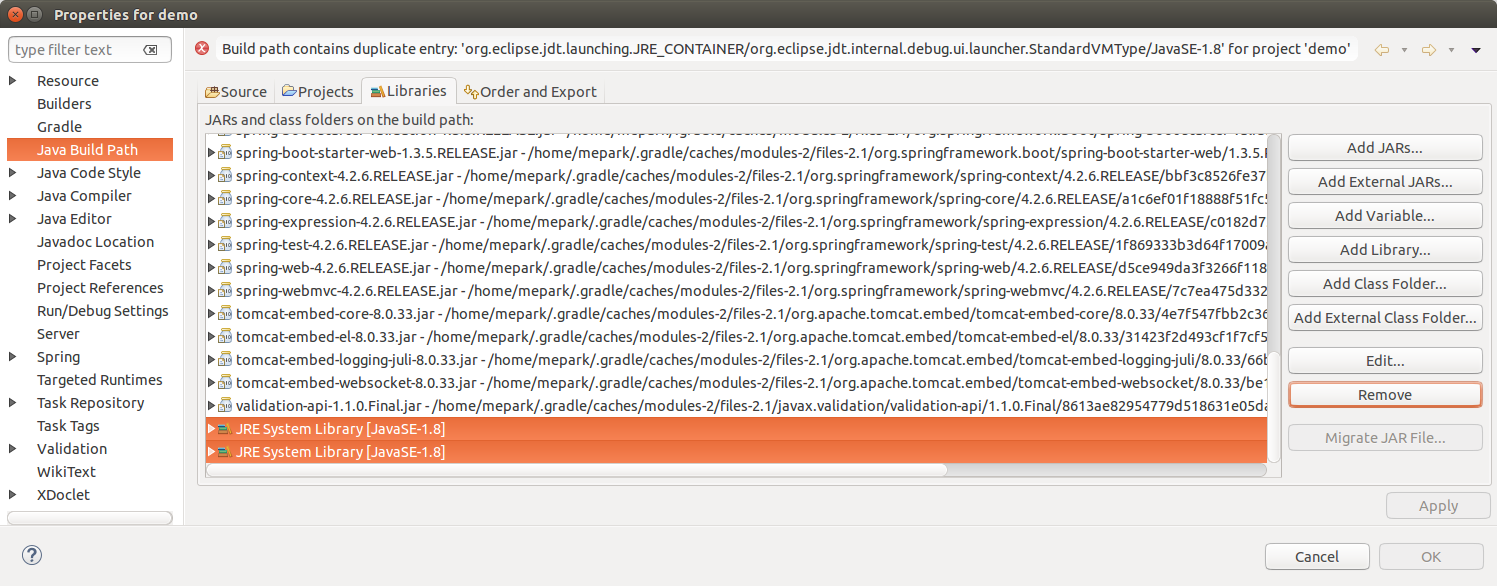 Properties for demo
type filter text
Resource
Builders
Gradle
Java Build Path
Java Code Style
Java Compiler
Java Editor
Javadoc Location
Project Facets
Project References
Run/Debug Settings
Server
Spring
Targeted Runtimes
Task Repository
Task Tags
Validation
WikiText
XDoclet
Build path contains duplicate entry: 'org.eclipse.jdt.launching.JRE_CONTAINER/org.eclipse.jdt.internal.debug.ui.launcher.StandardVMType/JavaSE-1.8' for project 'demo'
Source Projects Libraries Order and Export
JARs and class folders on the build path:
spring-boot-starter-web-1.3.5.RELEASE.jar - /home/mepark/.gradle/caches/modules-2/files-2.1/org.springframework.boot/spring-boot-starter-web/1.3.5.
spring-context-4.2.6.RELEASE.jar - /home/mepark/.gradle/caches/modules-2/files-2.1/org.springframework/spring-context/4.2.6.RELEASE/bbf3c8526fe37
spring-core-4.2.6.RELEASE.jar - /home/mepark/.gradle/caches/modules-2/files-2.1/org.springframework/spring-core/4.2.6.RELEASE/a1c6ef01f18888f51fc5
spring-expression-4.2.6.RELEASE.jar - /home/mepark/.gradle/caches/modules-2/files-2.1/org.springframework/spring-expression/4.2.6.RELEASE/c0182d7
spring-test-4.2.6.RELEASE.jar - /home/mepark/.gradle/caches/modules-2/files-2.1/org.springframework/spring-test/4.2.6.RELEASE/1f869333b3d64f17009a
spring-web-4.2.6.RELEASE.jar - /home/mepark/.gradle/caches/modules-2/files-2.1/org.springframework/spring-web/4.2.6.RELEASE/d5ce949da3f3266f118
spring-webmvc-4.2.6.RELEASE.jar - /home/mepark/.gradle/caches/modules-2/files-2.1/org.springframework/spring-webmvc/4.2.6.RELEASE/7c7ea475d332
tomcat-embed-core-8.0.33.jar - /home/mepark/.gradle/caches/modules-2/files-2.1/org.apache.tomcat.embed/tomcat-embed-core/8.0.33/4e7f547fbb2c36
tomcat-embed-el-8.0.33.jar - /home/mepark/.gradle/caches/modules-2/files-2.1/org.apache.tomcat.embed/tomcat-embed-el/8.0.33/31423f2d493cf1f7cf5
tomcat-embed-logging-juli-8.0.33.jar - /home/mepark/.gradle/caches/modules-2/files-2.1/org.apache.tomcat.embed/tomcat-embed-logging-juli/8.0.33/66b
tomcat-embed-websocket-8.0.33.jar - /home/mepark/.gradle/caches/modules-2/files-2.1/org.apache.tomcat.embed/tomcat-embed-websocket/8.0.33/be1
validation-api-1.1.0.Final.jar - /home/mepark/.gradle/caches/modules-2/files-2.1/javax.validation/validation-api/1.1.0.Final/8613ae82954779d518631e05da
JRE System Library [JavaSE-1.8]
JRE System Library [JavaSE-1.8]
Add JARs...
Add External JARs...
Add Variable...
Add Library...
Add Class Folder...
Add External Class Folder...
Edit...
Remove
Migrate JAR File...
Apply
Cancel
OK